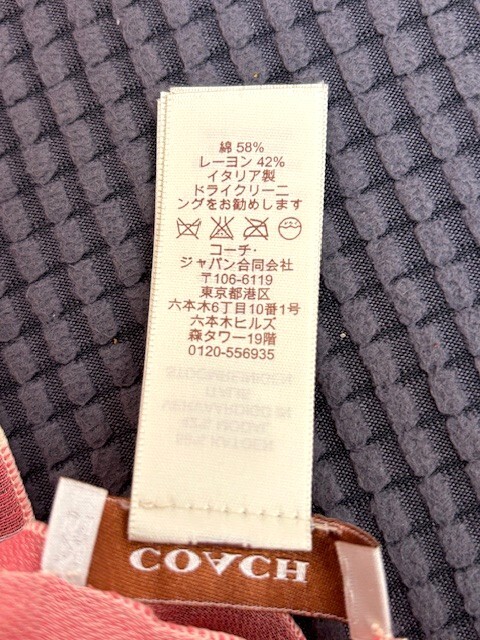 綿 58%
レーヨン 42%
イタリア製
ドライクリーニ
ングをお勧めします
コーチ・
ジャパン合同会社
〒106-6119
東京都港区
六本木6丁目10番1号
六本木ヒルズ
森タワー19階
0120-556935
COACH